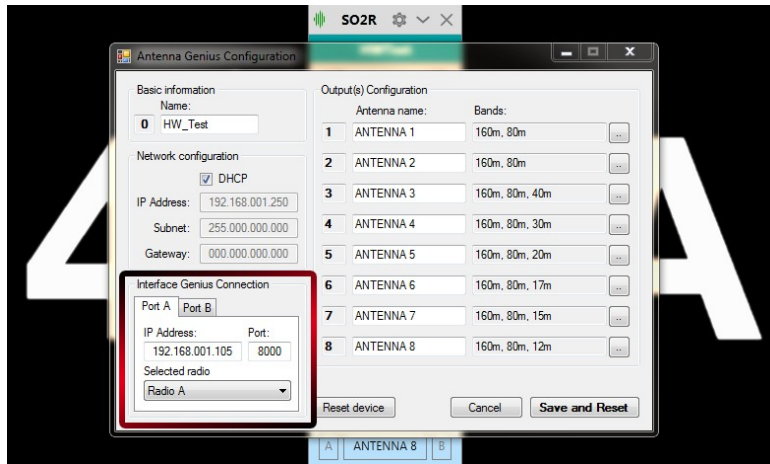 SO2R
Antenna Genius Configuration
Basic information
Name:
0 HW_Test
Network configuration
DHCP
IP Address: 192.168.001.250
Subnet: 255.000.000.000
Gateway: 000.000.000.000
Interface Genius Connection
Port A Port B
IP Address: Port:
192.168.001.105 8000
Selected radio
Radio A
Output(s) Configuration
Antenna name: Bands:
1 ANTENNA 1 160m, 80m ..
2 ANTENNA 2 160m, 80m ..
3 ANTENNA 3 160m, 80m, 40m ..
4 ANTENNA 4 160m, 80m, 30m ..
5 ANTENNA 5 160m, 80m, 20m ..
6 ANTENNA 6 160m, 80m, 17m ..
7 ANTENNA 7 160m, 80m, 15m ..
8 ANTENNA 8 160m, 80m, 12m ..
Reset device Cancel Save and Reset
A ANTENNA 8 B
4 A